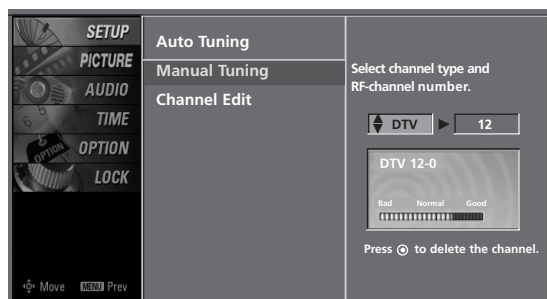 SETUP
PICTURE
AUDIO
TIME
OPTION
LOCK
Move MENU Prev
Auto Tuning
Manual Tuning
Channel Edit
Select channel type and
RF-channel number.
DTV 12
DTV 12-0
Bad Normal Good
Press to delete the channel.